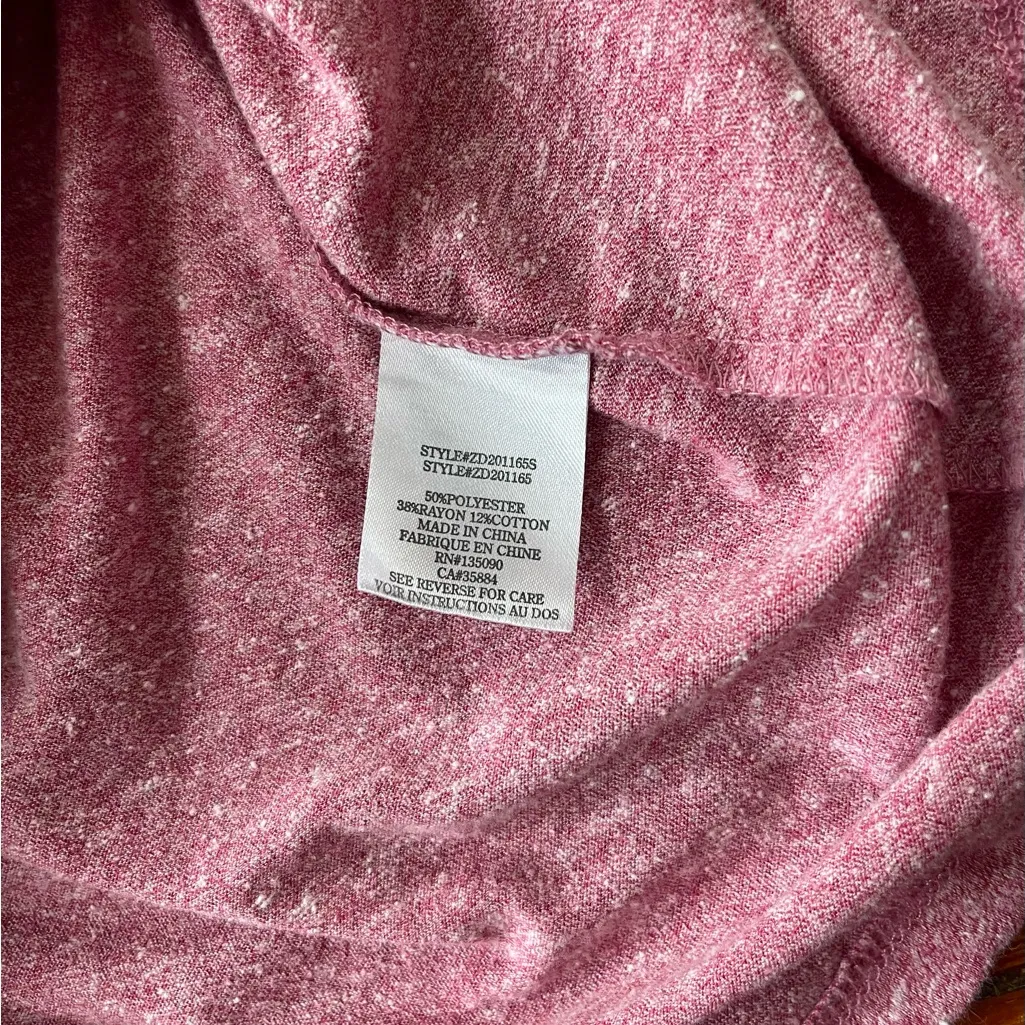 STYLE#ZD201165S
STYLE#ZD201165
50%POLYESTER
38%RAYON 12%COTTON
MADE IN CHINA
FABRIQUE EN CHINE
RN#135090
CA#35884
SEE REVERSE FOR CARE
VOIR INSTRUCTIONS AU DOS